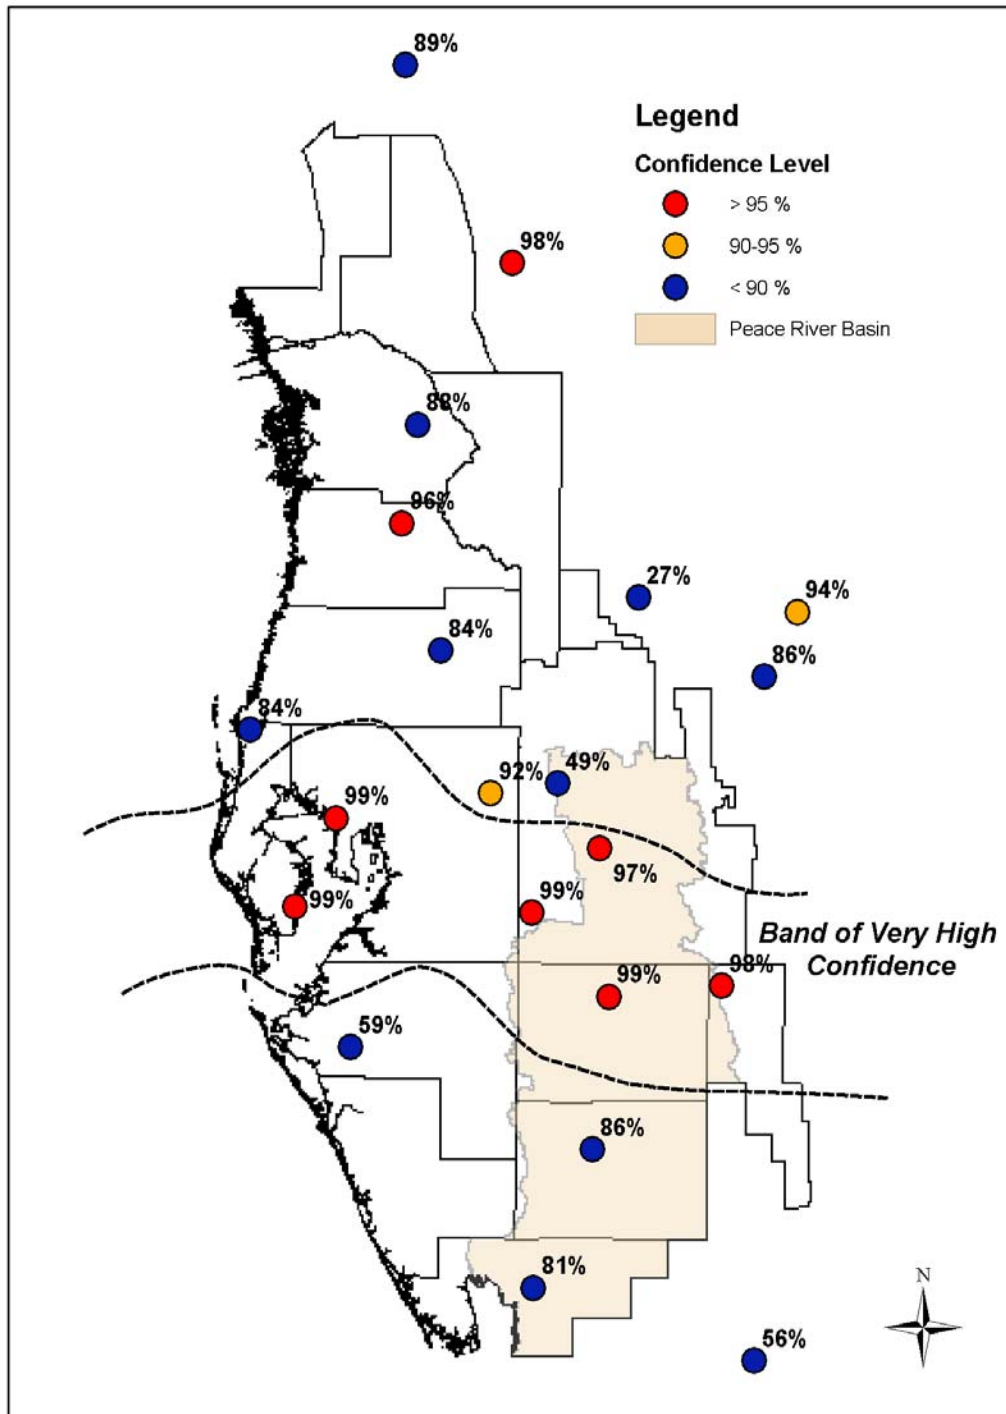 89%
Legend
Confidence Level
> 95 %
98%
90-95 %
< 90 %
Peace River Basin
88%
96%
27%
94%
84%
86%
84%
92%
49%
99%
97%
99%
99%
Band of Very High
Confidence
98%
99%
59%
86%
81%
N
56%